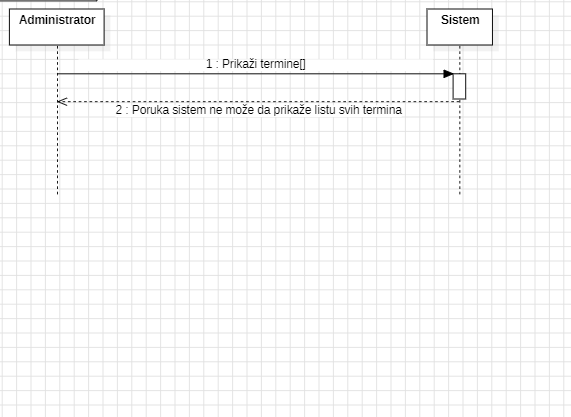 Administrator
Sistem
1 : Prikaži termine[]
2 : Poruka sistem ne može da prikaže listu svih termina